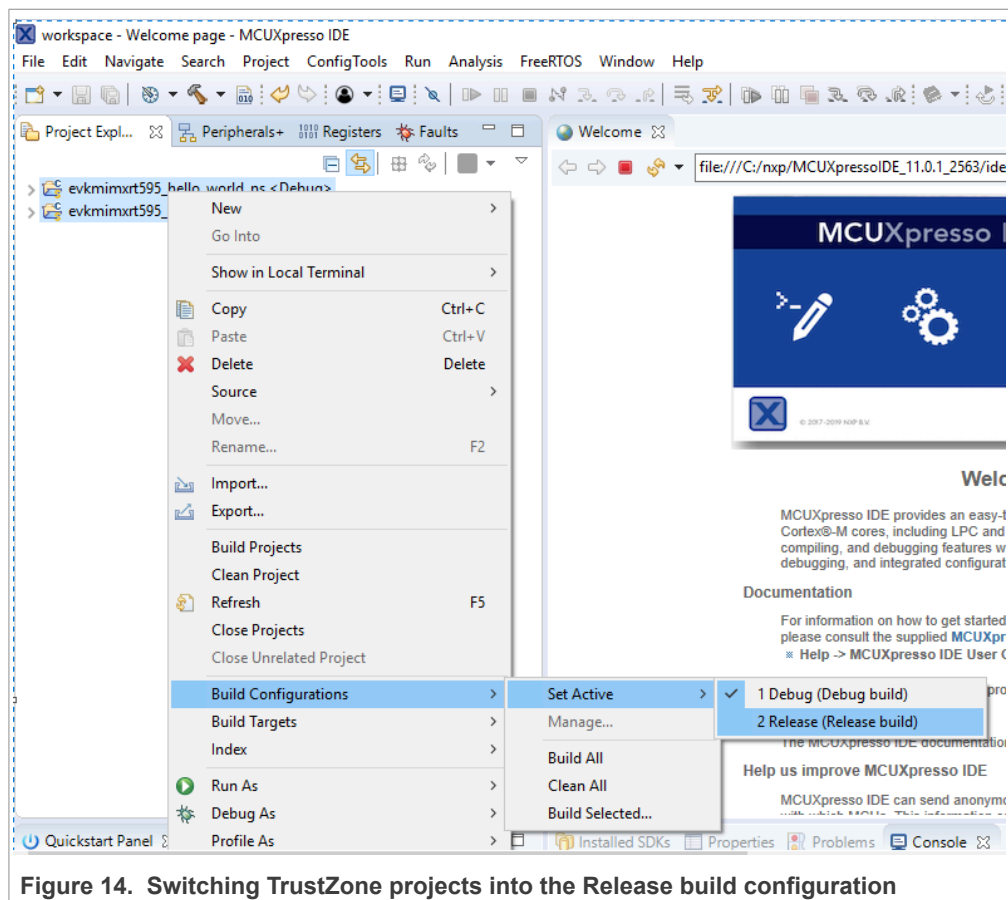 workspace - Welcome page - MCUXpresso IDE
File Edit Navigate Search Project ConfigTools Run Analysis FreeRTOS Window Help
Project Expl... Peripherals+ Registers Faults
Welcome
file:///C:/nxp/MCUXpressoIDE_11.0.1_2563/ide
evkmimxrt595_hello_world_ns <Debug>
evkmimxrt595_
New
Go Into
Show in Local Terminal
Copy Ctrl+C
Paste Ctrl+V
Delete Delete
Source
Move...
Rename... F2
Import...
Export...
Build Projects
Clean Project
Refresh F5
Close Projects
Close Unrelated Project
Build Configurations
Build Targets
Index
Run As
Debug As
Profile As
Set Active
Manage...
Build All
Clean All
Build Selected...
1 Debug (Debug build)
2 Release (Release build)
MCUXpresso I
© 2017-2019 NXP B.V.
Welc
MCUXpresso IDE provides an easy-t
Cortex®-M cores, including LPC and
compiling, and debugging features w
debugging, and integrated configurat
Documentation
For information on how to get started
please consult the supplied MCUXpr
Help -> MCUXpresso IDE User G
pro
The MCUXpresso IDE documentation
Help us improve MCUXpresso IDE
MCUXpresso IDE can send anonymo
with which MCUs. This information
Quickstart Panel
Installed SDKs Properties Problems Console
Figure 14. Switching TrustZone projects into the Release build configuration